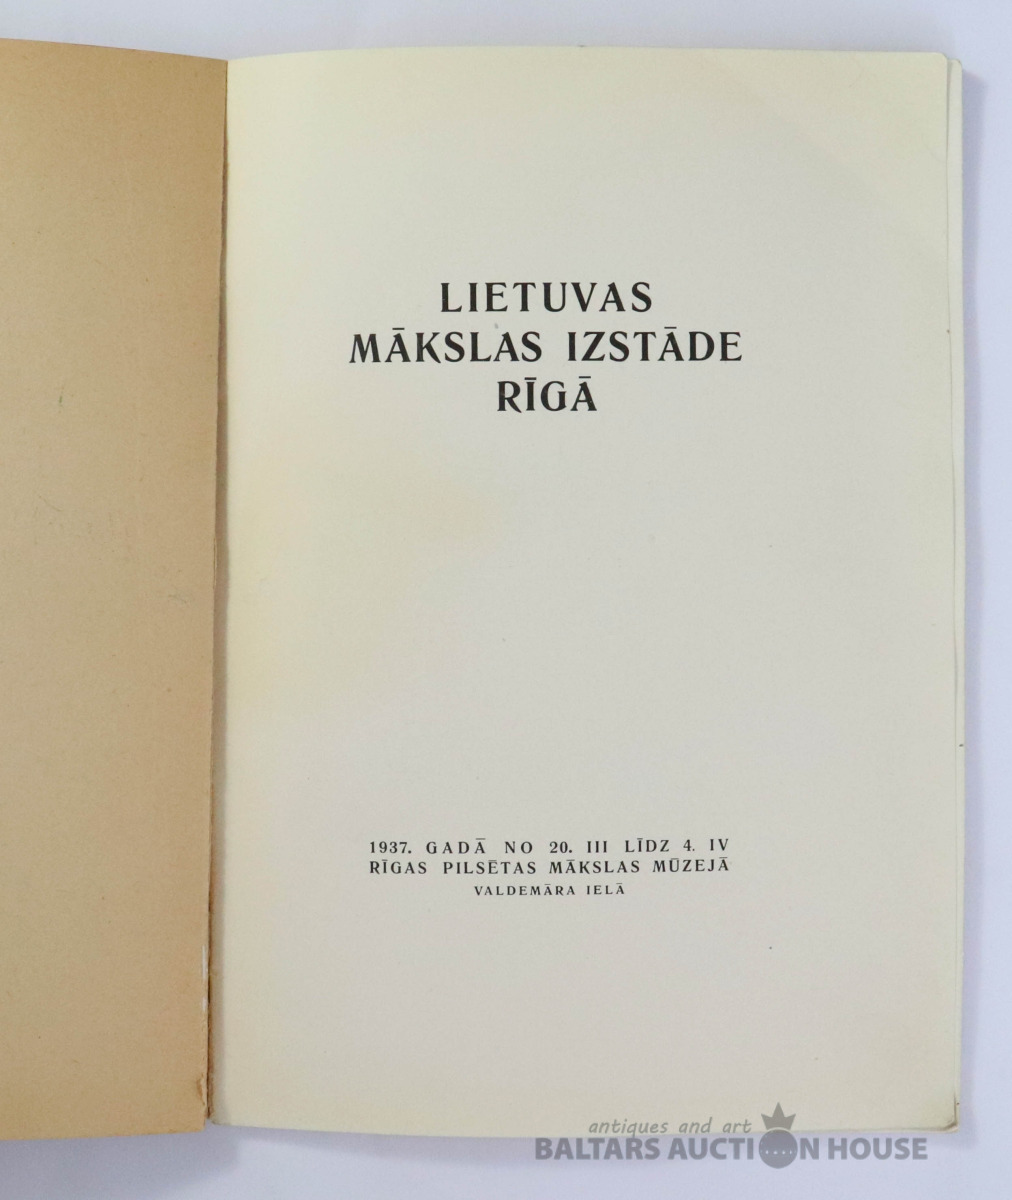 LIETUVAS
MĀKSLAS IZSTĀDE
RĪGĀ
1937. GADĀ NO 20. III LĪDZ 4. IV
RĪGAS PILSĒTAS MĀKSLAS MŪZEJĀ
VALDEMĀRA IELĀ
antiques and art
BALTARS AUCTION HOUSE